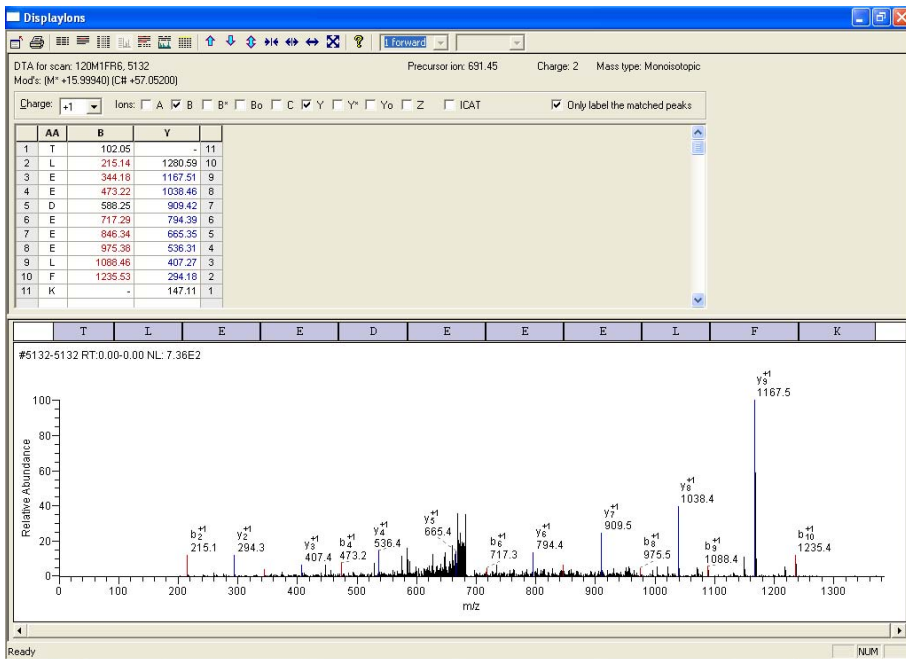 DisplayIons
1 forward
DTA for scan: 120M1FR6, 5132 Precursor ion: 691.45 Charge: 2 Mass type: Monoisotopic
Mod's: (M* +15.99940) (C# +57.05200)
Charge: +1 Ions: A B B* Bo C Y Y* Yo Z ICAT Only label the matched peaks
AA B Y
1 T 102.05 - 11
2 L 215.14 1280.59 10
3 E 344.18 1167.51 9
4 E 473.22 1038.46 8
5 D 588.25 909.42 7
6 E 717.29 794.39 6
7 E 846.34 665.35 5
8 E 975.38 536.31 4
9 L 1088.46 407.27 3
10 F 1235.53 294.18 2
11 K - 147.11 1
T L E E D E E E L F K
#5132-5132 RT:0.00-0.00 NL: 7.36E2
Relative Abundance
100
80
60
40
20
0
b2+1
215.1
y2+1
294.3
y3+1
407.4
b4+1
473.2
y4+1
536.4
y5+1
665.4
b6+1
717.3
y6+1
794.4
y7+1
909.5
b8+1
975.5
y8+1
1038.4
b9+1
1088.4
y9+1
1167.5
b10+1
1235.4
0 100 200 300 400 500 600 700 800 900 1000 1100 1200 1300
m/z
Ready NUM